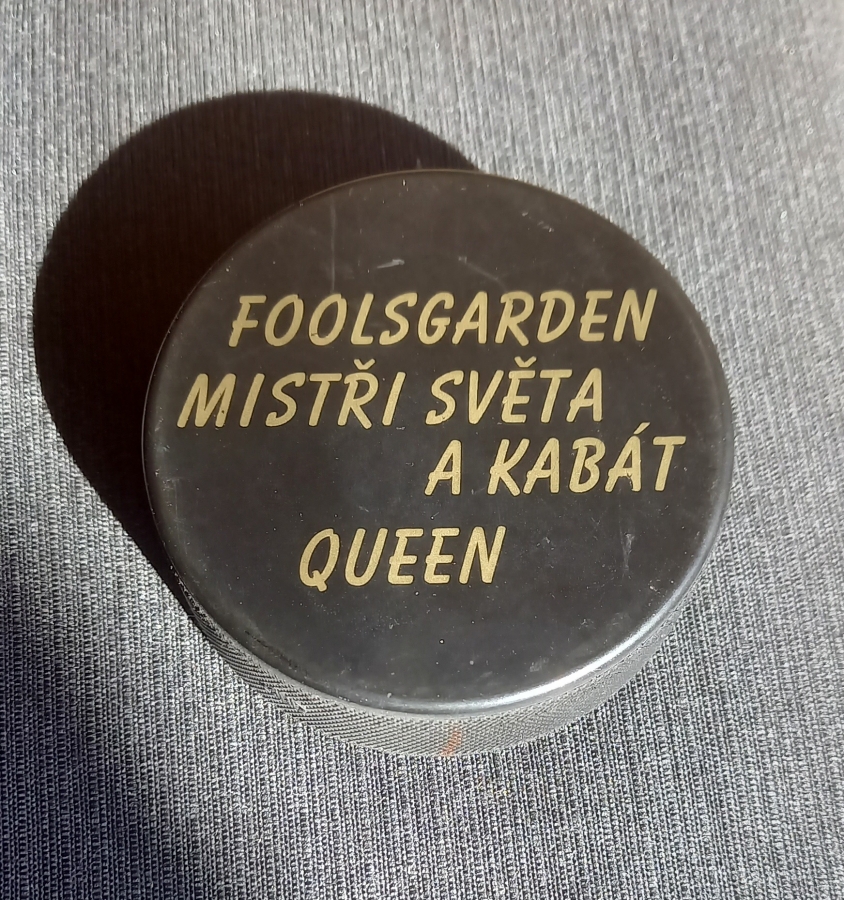 FOOLSGARDEN
MISTŘI SVĚTA
A KABÁT
QUEEN